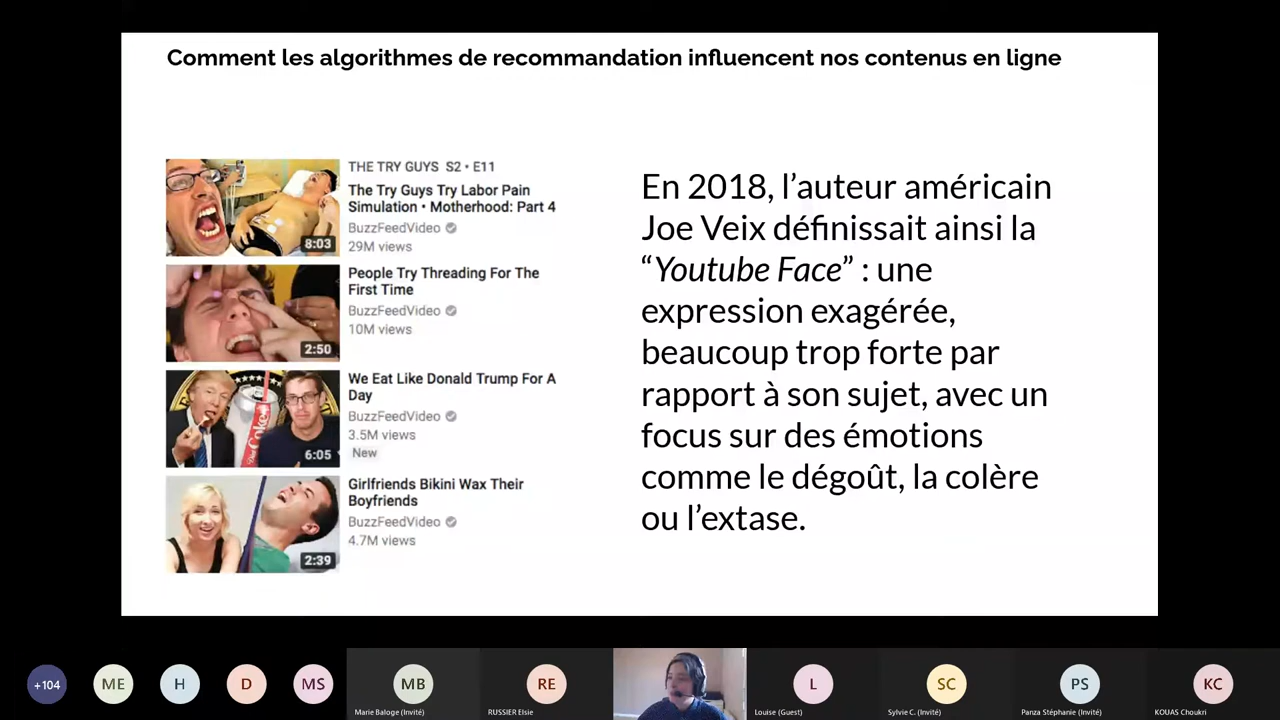 Comment les algorithmes de recommandation influencent nos contenus en ligne
THE TRY GUYS S2 • E11
The Try Guys Try Labor Pain
Simulation • Motherhood: Part 4
BuzzFeedVideo
29M views
8:03
People Try Threading For The
First Time
BuzzFeedVideo
10M views
2:50
We Eat Like Donald Trump For A
Day
BuzzFeedVideo
3.5M views
New
Coke
6:05
Girlfriends Bikini Wax Their
Boyfriends
BuzzFeedVideo
4.7M views
2:39
En 2018, l’auteur américain
Joe Veix définissait ainsi la
“Youtube Face” : une
expression exagérée,
beaucoup trop forte par
rapport à son sujet, avec un
focus sur des émotions
comme le dégoût, la colère
ou l’extase.
+104
ME
H
D
MS
MB
Marie Baloge (Invité)
RE
RUSSIER Elsie
L
Louise (Guest)
SC
Sylvie C. (Invité)
PS
Panza Stéphanie (Invité)
KC
KOUAS Choukri